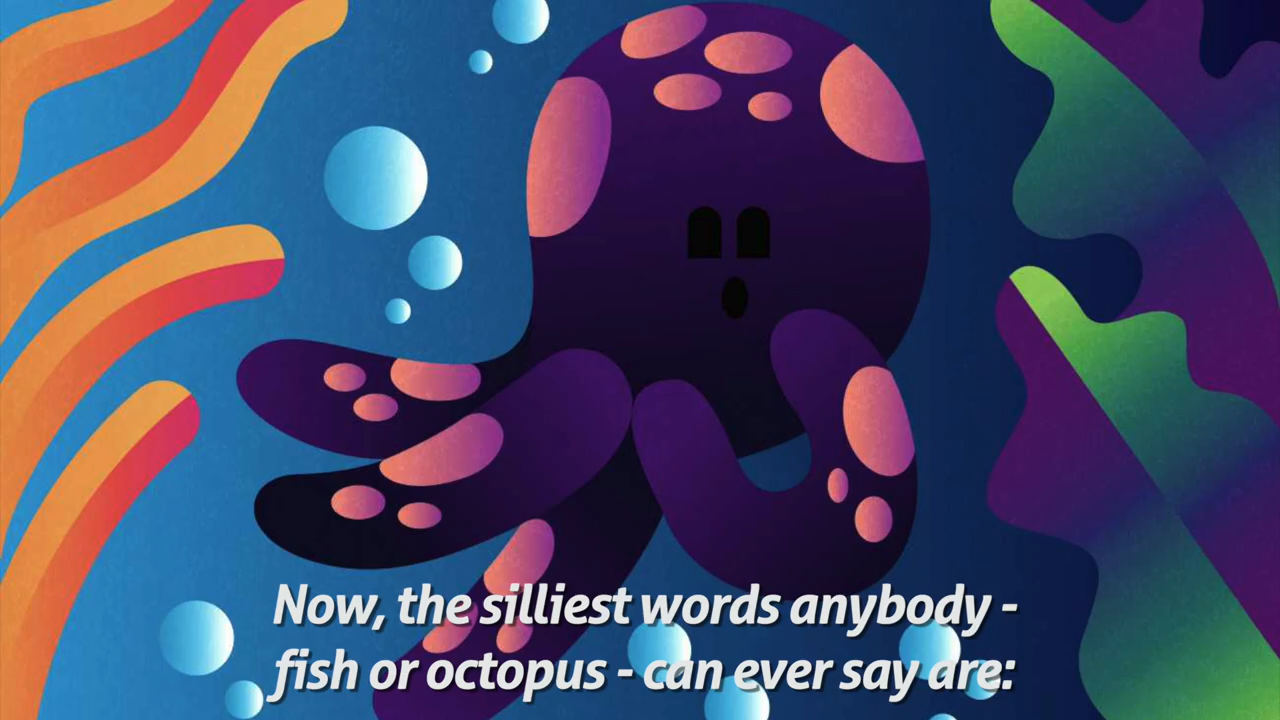 Now, the silliest words anybody -
fish or octopus - can ever say are: